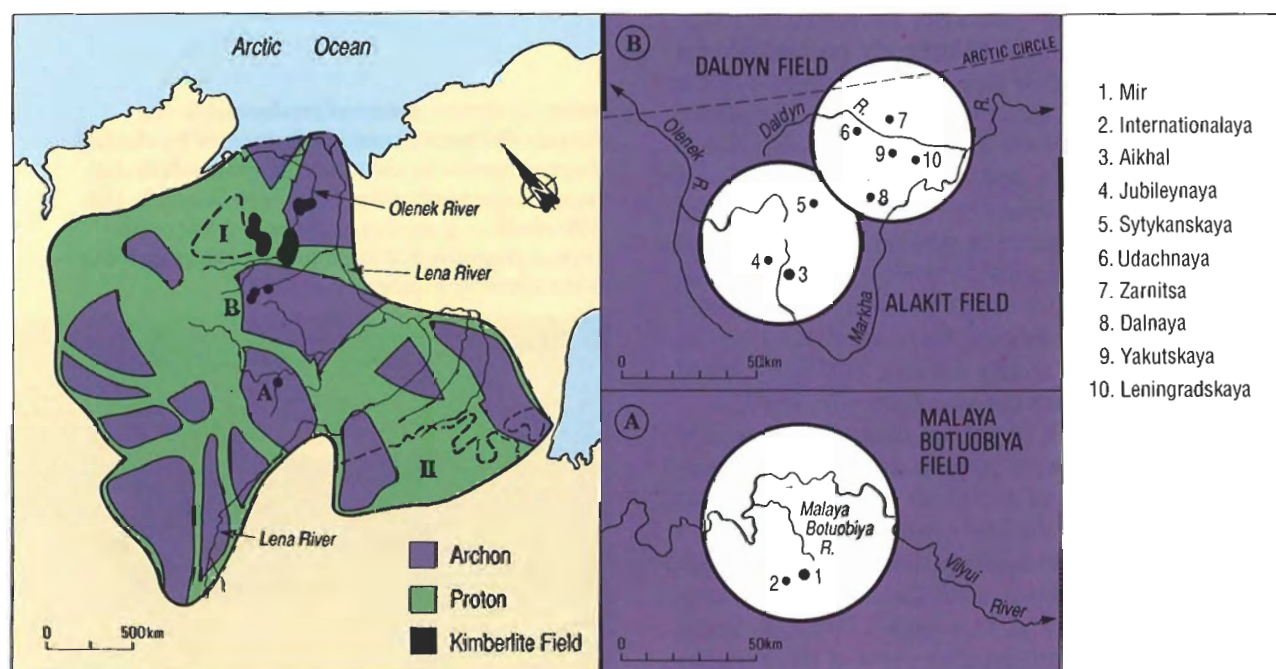 Arctic Ocean
Olenek River
I
Lena River
B
A
II
Lena River
Archon
Proton
Kimberlite Field
0 500km
N
B
DALDYN FIELD
ARCTIC CIRCLE
Olenek
R.
Daldyn
R.
R.
7
6
9
10
8
5
4
3
ALAKIT FIELD
Markha
0 50km
A
MALAYA
BOTUOBIYA
FIELD
Malaya
Botuobiya
R.
2 1
Vilyui
River
0 50km
1. Mir
2. Internationalaya
3. Aikhal
4. Jubileynaya
5. Sytykanskaya
6. Udachnaya
7. Zarnitsa
8. Dalnaya
9. Yakutskaya
10. Leningradskaya